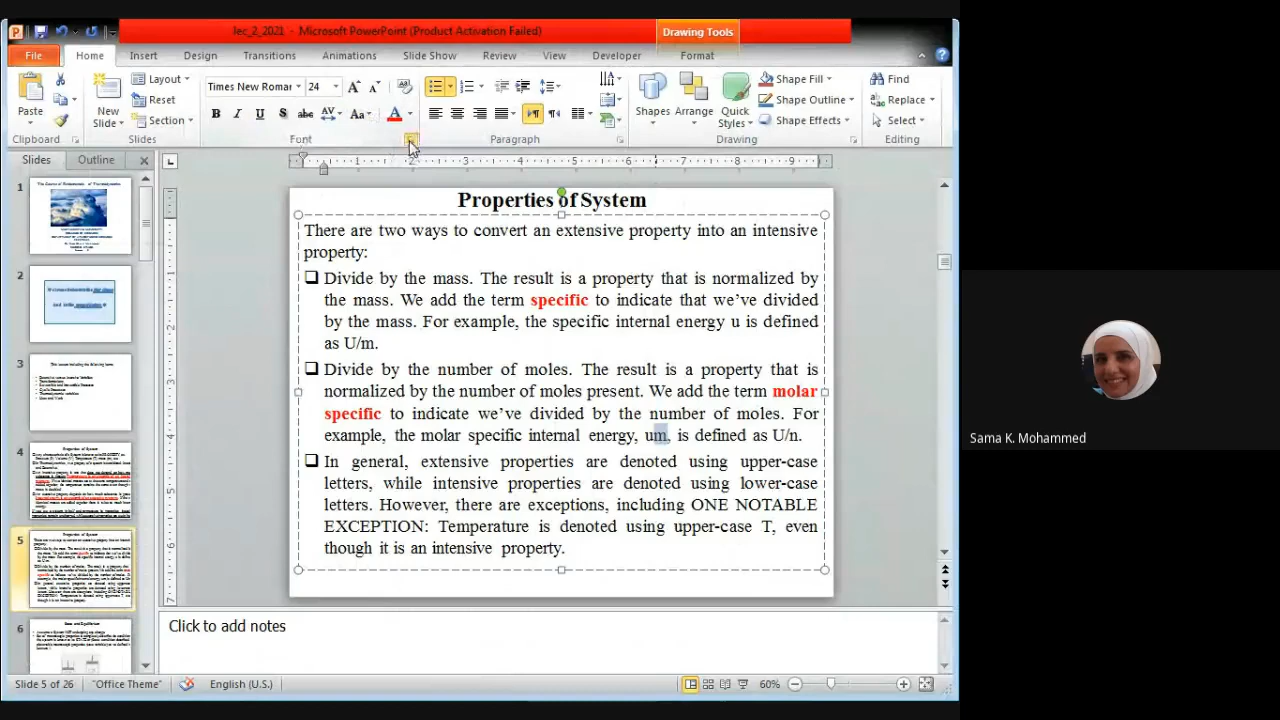 lec_2_2021 - Microsoft PowerPoint (Product Activation Failed)
Drawing Tools
File Home Insert Design Transitions Animations Slide Show Review View Developer Format
Paste
New Slide
Layout
Reset
Section
Times New Romar 24
B I U S abc AV Aa A
Shapes
Arrange
Quick Styles
Shape Fill
Shape Outline
Shape Effects
Find
Replace
Select
Clipboard Slides Font Paragraph Drawing Editing
Slides Outline
1
2
3
4
5
6
Properties of System
There are two ways to convert an extensive property into an intensive
property:
Divide by the mass. The result is a property that is normalized by
the mass. We add the term specific to indicate that we've divided
by the mass. For example, the specific internal energy u is defined
as U/m.
Divide by the number of moles. The result is a property that is
normalized by the number of moles present. We add the term molar
specific to indicate we've divided by the number of moles. For
example, the molar specific internal energy, um, is defined as U/n.
In general, extensive properties are denoted using upper-case
letters, while intensive properties are denoted using lower-case
letters. However, there are exceptions, including ONE NOTABLE
EXCEPTION: Temperature is denoted using upper-case T, even
though it is an intensive property.
Click to add notes
Slide 5 of 26 "Office Theme" English (U.S.) 60%
Sama K. Mohammed